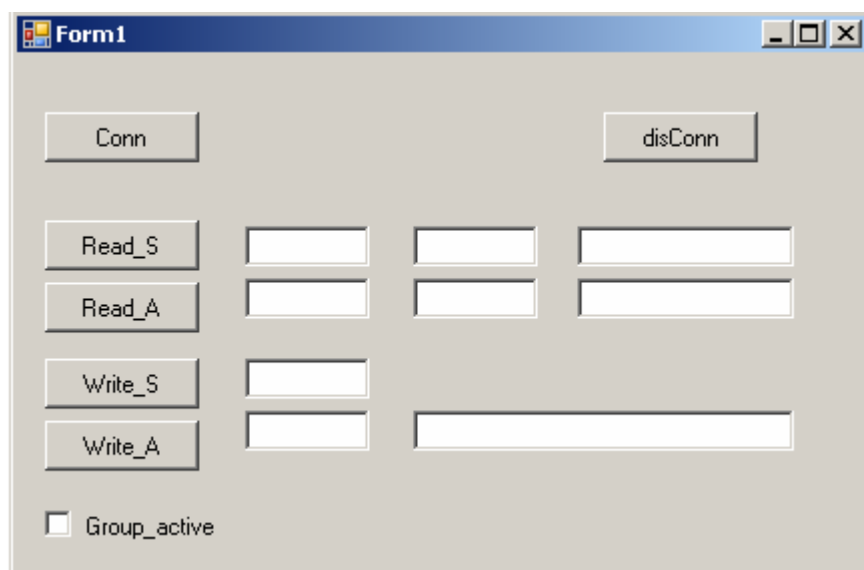 Form1
Conn disConn
Read_S
Read_A
Write_S
Write_A
Group_active